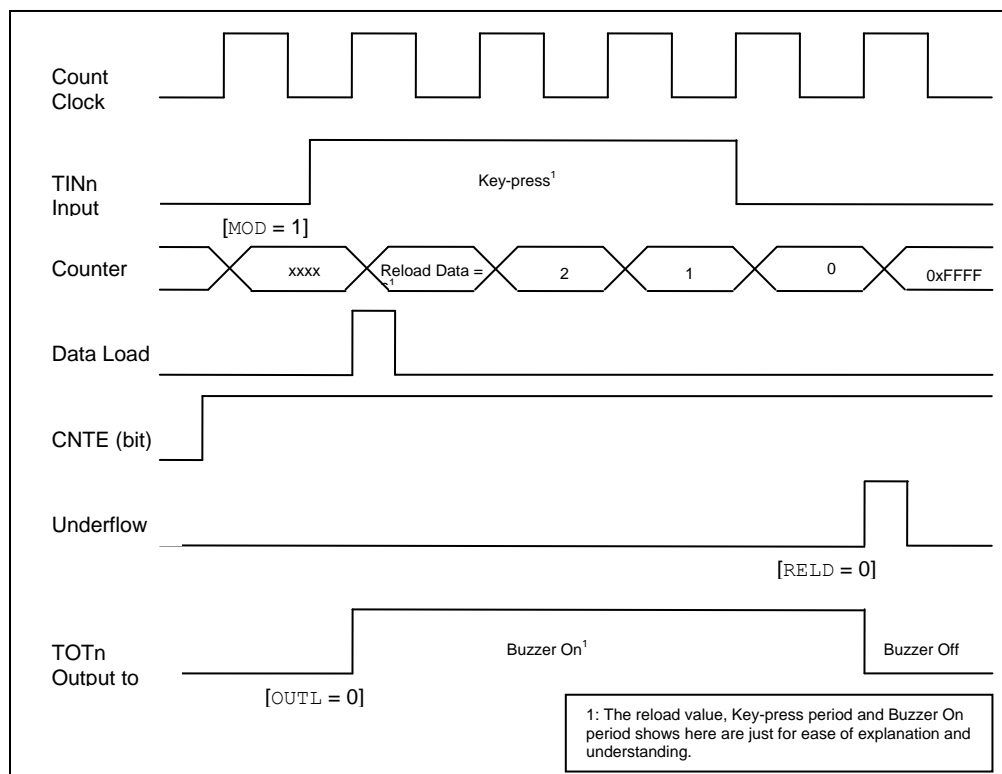 Count
Clock
TINn
Input
Key-press¹
[MOD = 1]
Counter
xxxx
Reload Data =
2
1
0
0xFFFF
Data Load
CNTE (bit)
Underflow
[RELD = 0]
TOTn
Output to
Buzzer On¹
Buzzer Off
[OUTL = 0]
1: The reload value, Key-press period and Buzzer On
period shows here are just for ease of explanation and
understanding.